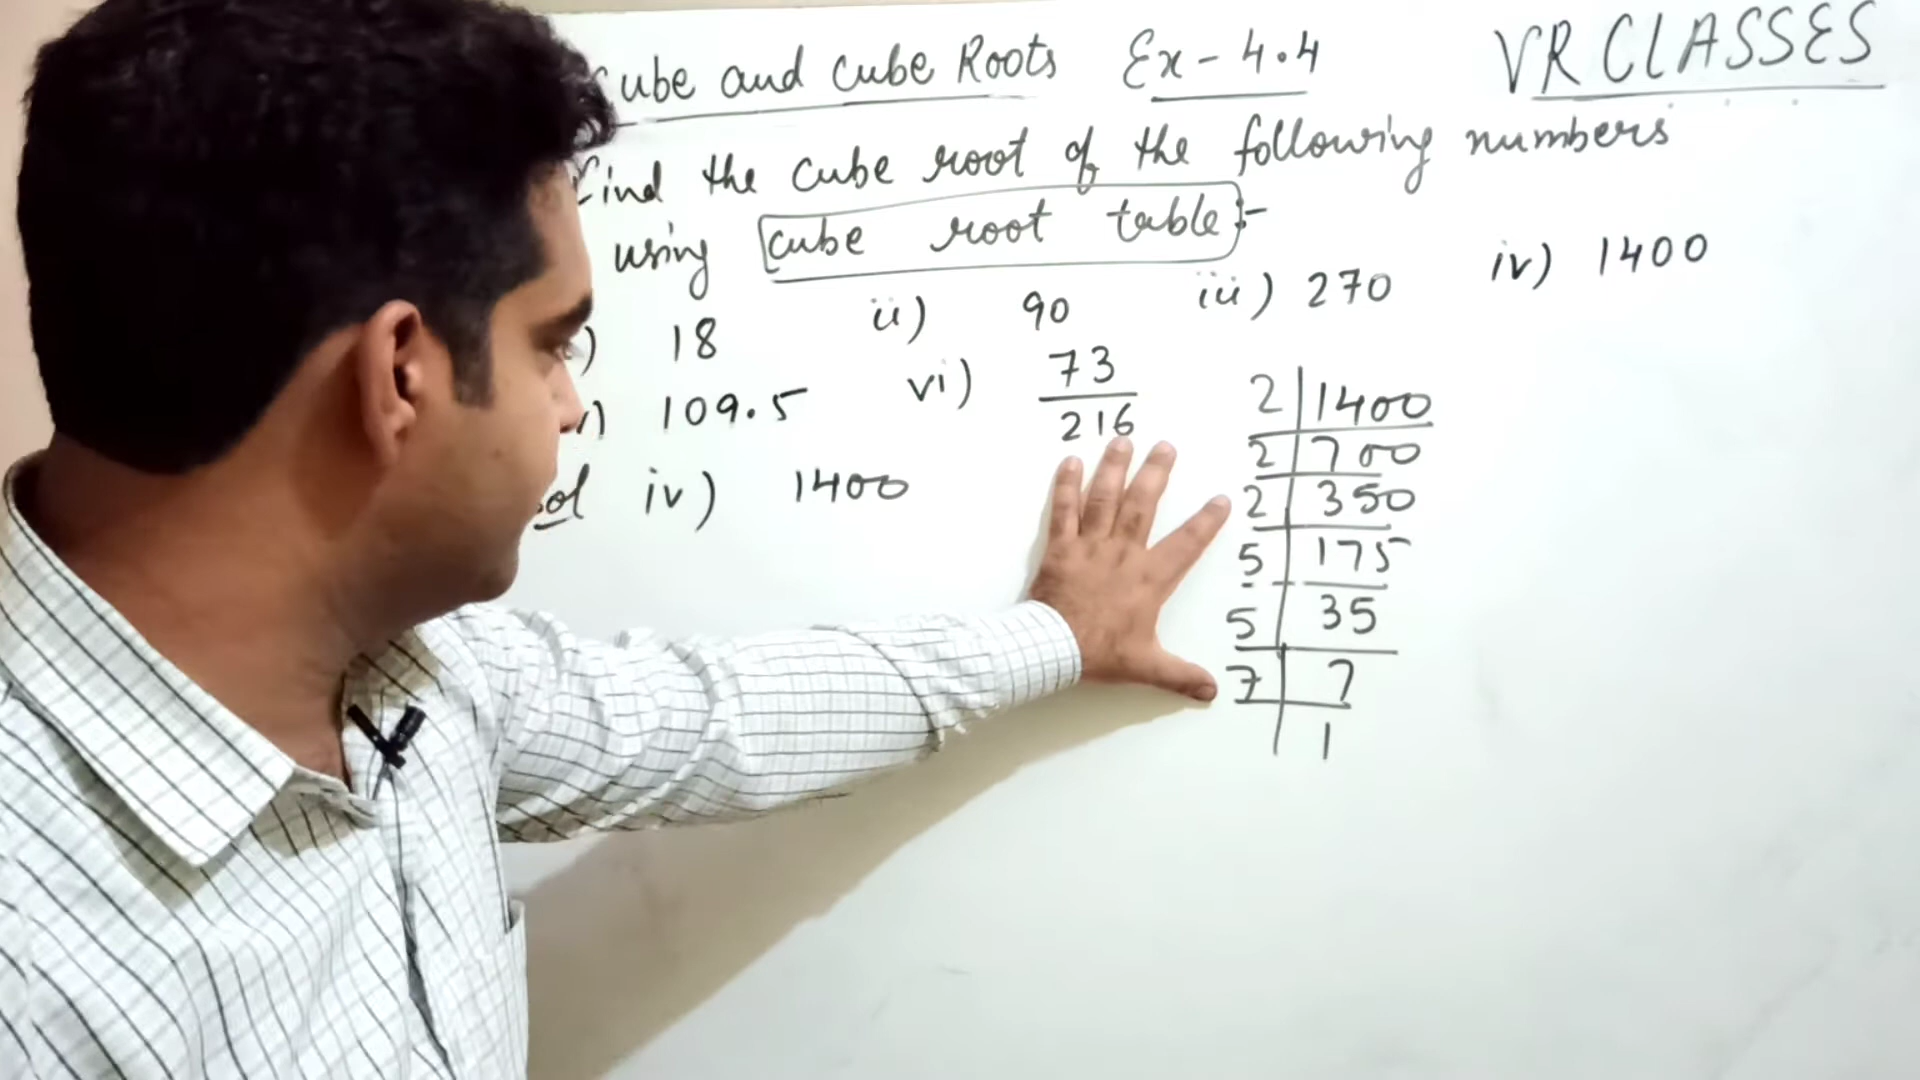 ube and cube Roots Ex - 4.4 VR CLASSES
ind the cube root of the following numbers
using cube root table :-
) 18 ii) 90 iii) 270 iv) 1400
v) 109.5 vi) 73
216
sol iv) 1400
2 | 1400
2 | 700
2 | 350
5 | 175
5 | 35
7 | 7
1